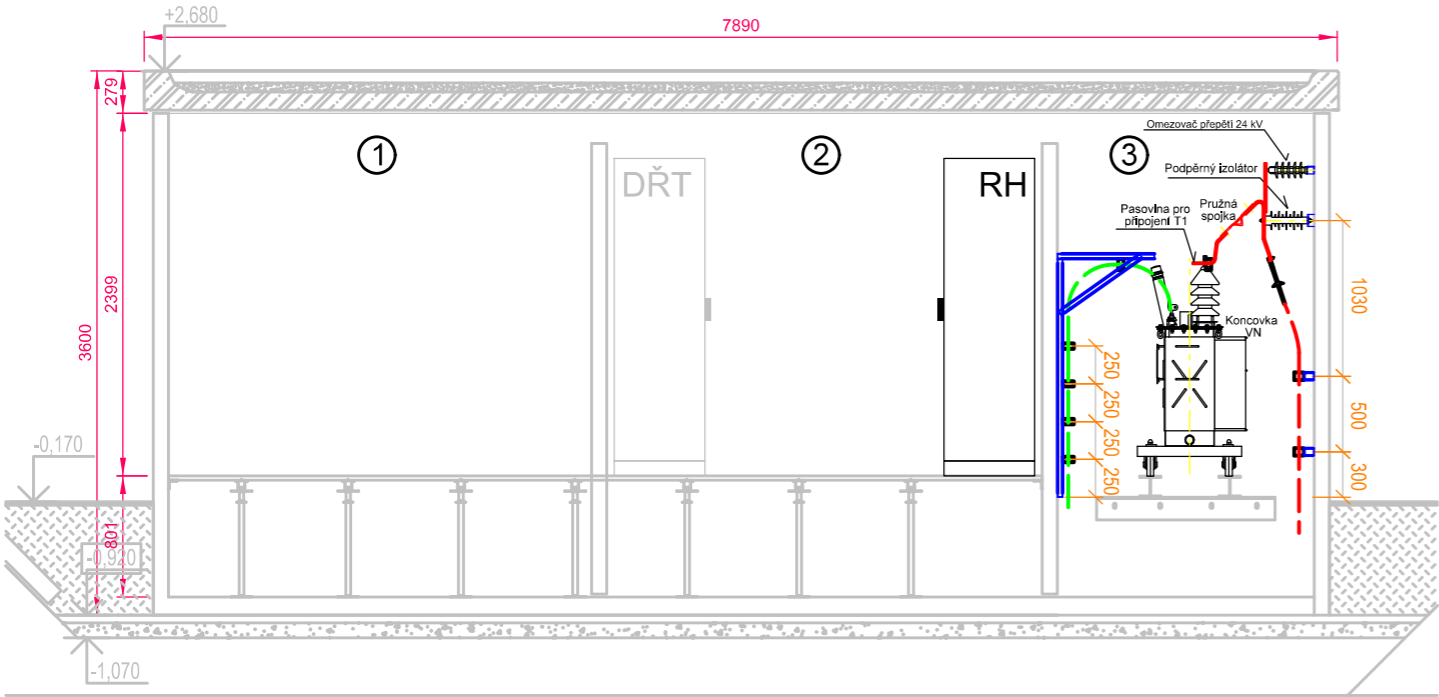 +2,680
7890
279
Omezovač přepětí 24 kV
1
2
3
DŘT
RH
Podpěrný izolátor
Pasovina pro
připojení T1
Pružná
spojka
2399
3600
1030
Koncovka
VN
250
250
250
250
500
300
-0,170
801
-0,920
-1,070